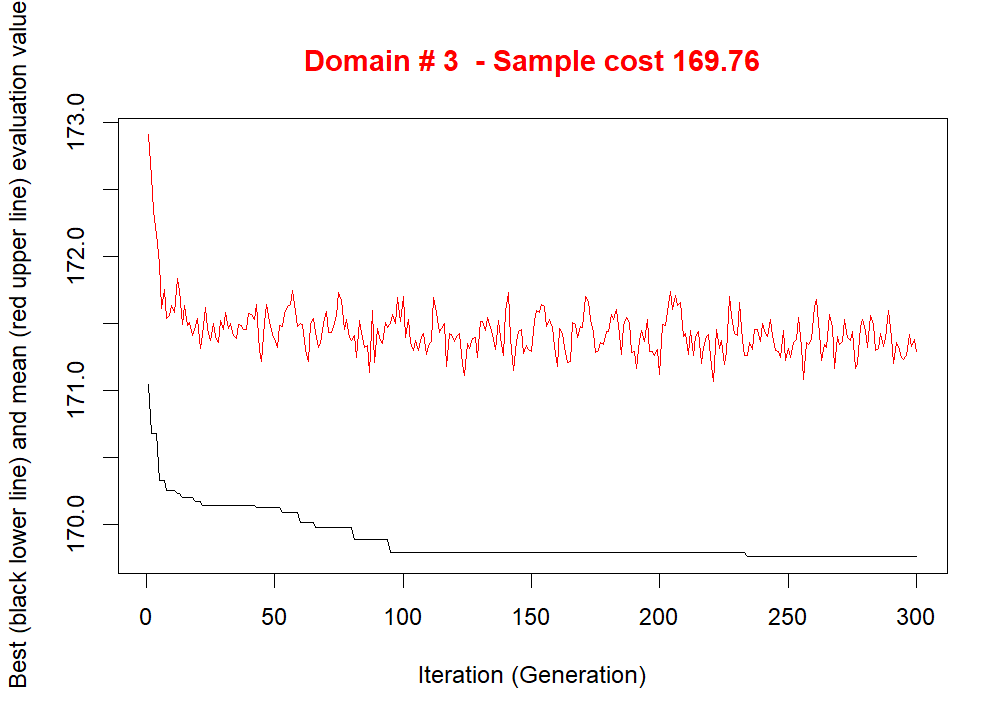 Domain # 3  - Sample cost 169.76
Best (black lower line) and mean (red upper line) evaluation value
173.0
172.0
171.0
170.0
0 50 100 150 200 250 300
Iteration (Generation)